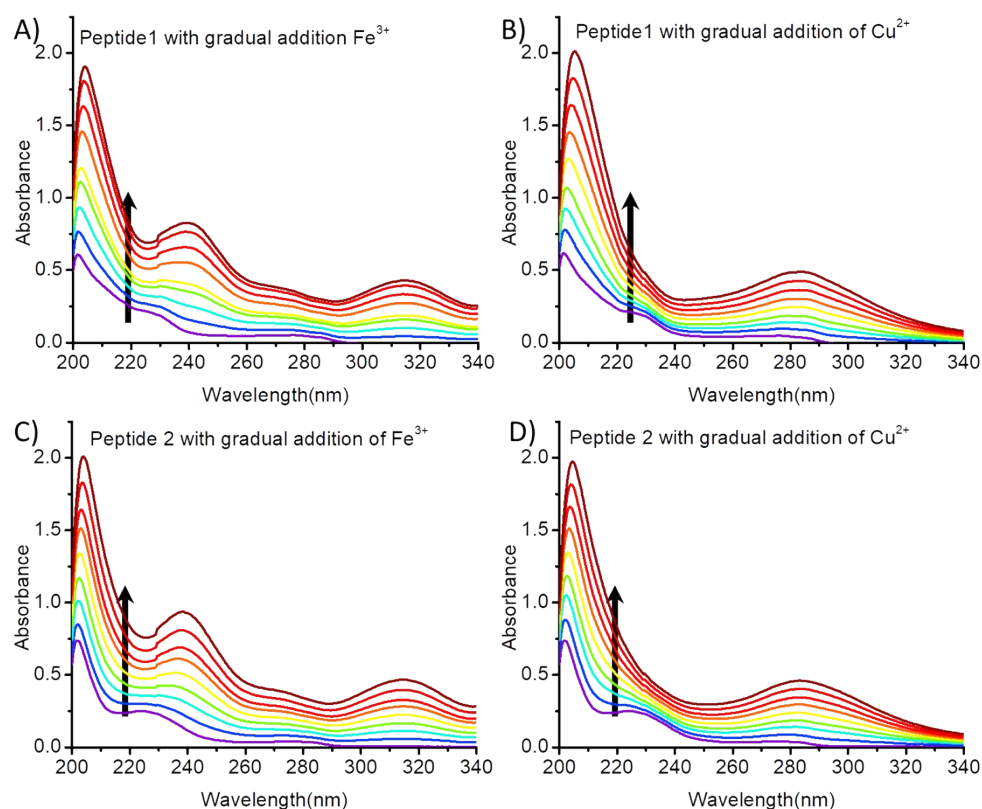 A)
Peptide1 with gradual addition Fe³⁺
2.0
1.5
1.0
0.5
0.0
Absorbance
200 220 240 260 280 300 320 340
Wavelength(nm)
B)
Peptide1 with gradual addition of Cu²⁺
2.0
1.5
1.0
0.5
0.0
Absorbance
200 220 240 260 280 300 320 340
Wavelength(nm)
C)
Peptide 2 with gradual addition of Fe³⁺
2.0
1.5
1.0
0.5
0.0
Absorbance
200 220 240 260 280 300 320 340
Wavelength(nm)
D)
Peptide 2 with gradual addition of Cu²⁺
2.0
1.5
1.0
0.5
0.0
Absorbance
200 220 240 260 280 300 320 340
Wavelength(nm)